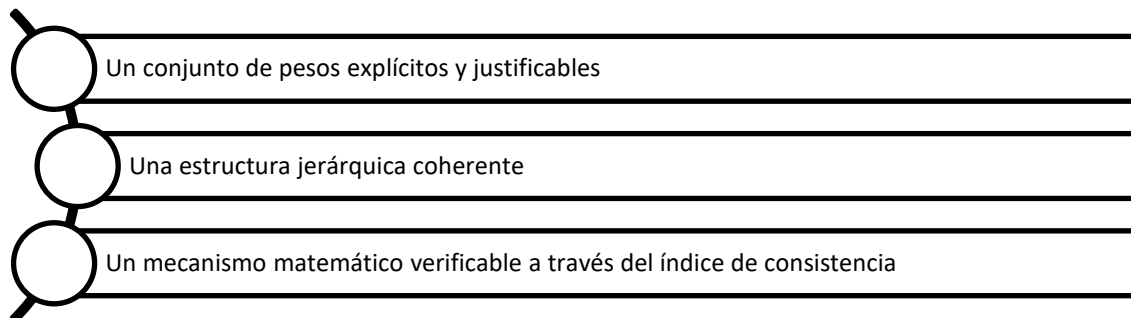 Un conjunto de pesos explícitos y justificables
Una estructura jerárquica coherente
Un mecanismo matemático verificable a través del índice de consistencia